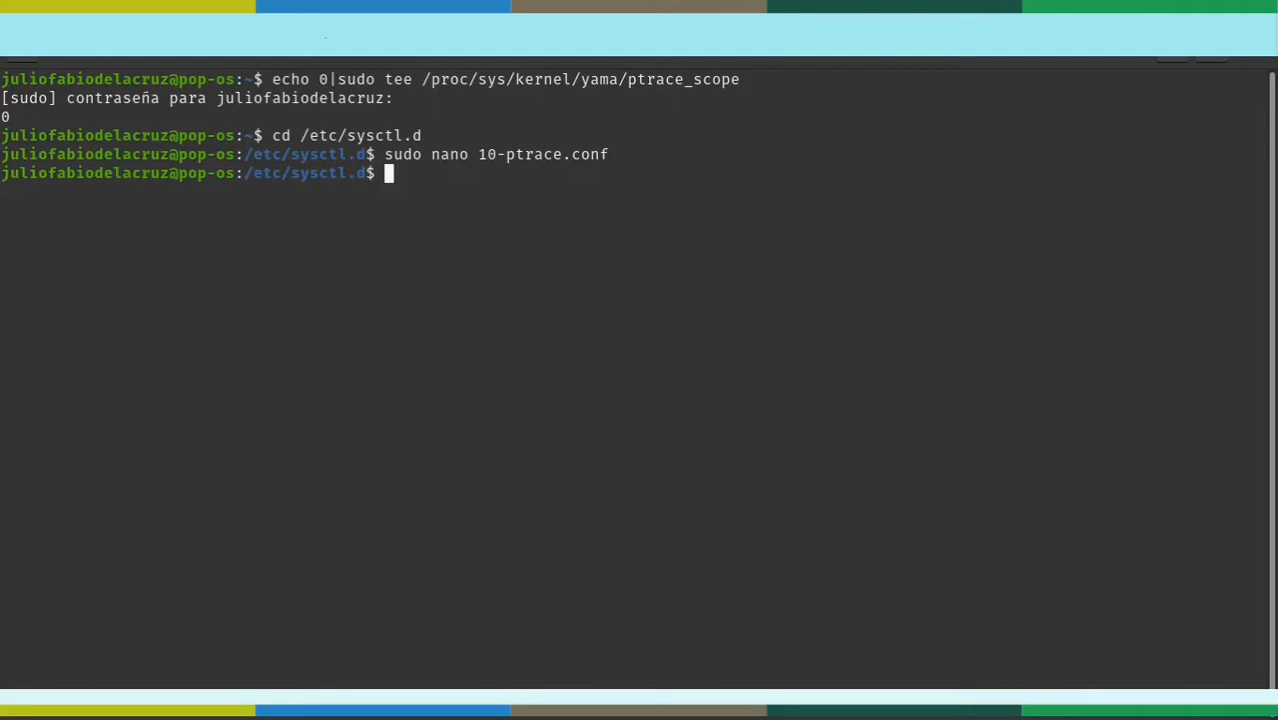 juliofabiodelacruz@pop-os:~$ echo 0|sudo tee /proc/sys/kernel/yama/ptrace_scope
[sudo] contraseña para juliofabiodelacruz:
0
juliofabiodelacruz@pop-os:~$ cd /etc/sysctl.d
juliofabiodelacruz@pop-os:/etc/sysctl.d$ sudo nano 10-ptrace.conf
juliofabiodelacruz@pop-os:/etc/sysctl.d$